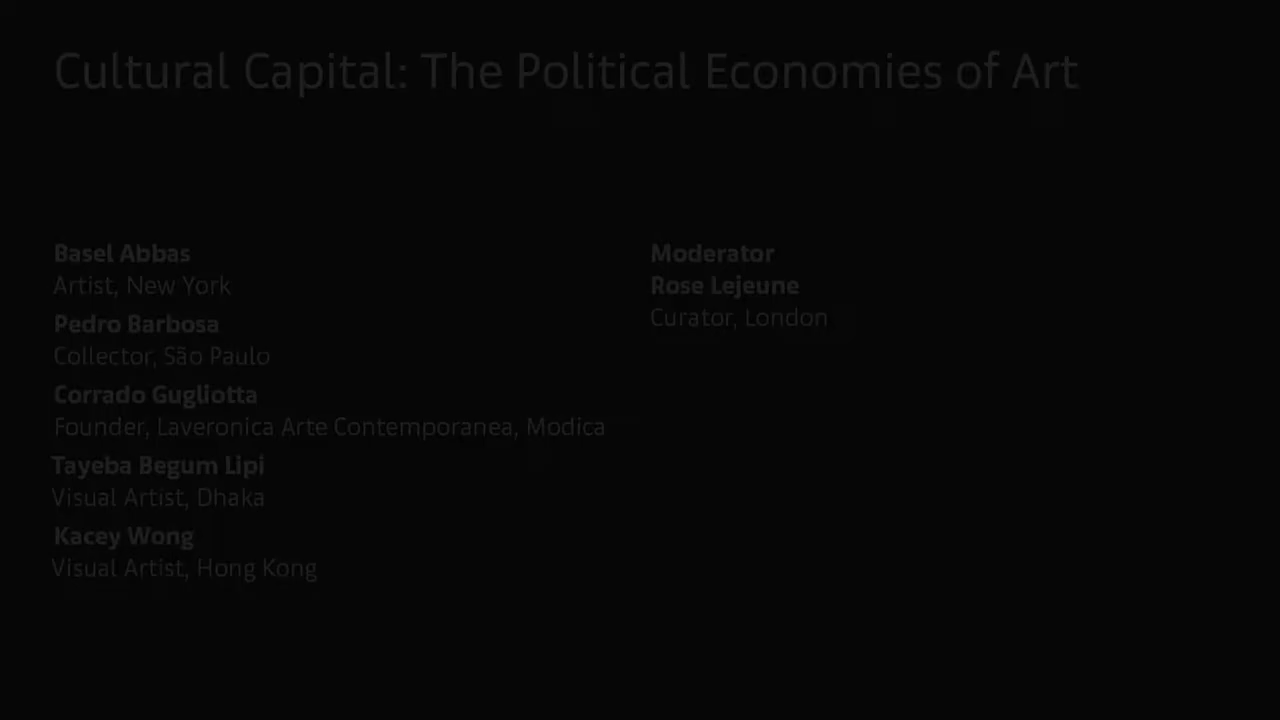 Cultural Capital: The Political Economies of Art
Basel Abbas
Artist, New York
Pedro Barbosa
Collector, São Paulo
Corrado Gugliotta
Founder, Laveronica Arte Contemporanea, Modica
Tayeba Begum Lipi
Visual Artist, Dhaka
Kacey Wong
Visual Artist, Hong Kong
Moderator
Rose Lejeune
Curator, London